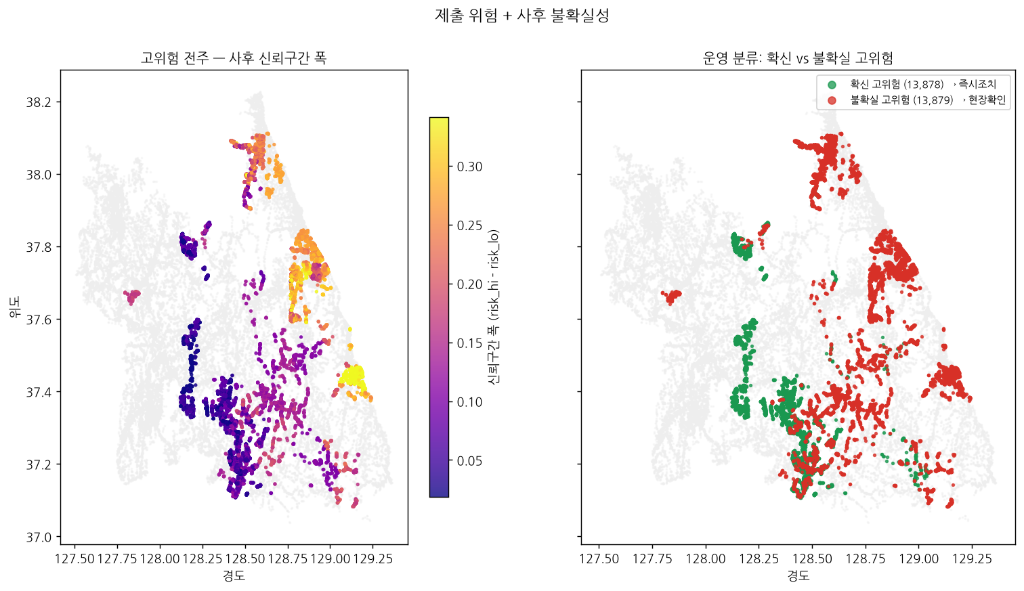 제출 위험 + 사후 불확실성
고위험 전주 — 사후 신뢰구간 폭
38.2
38.0
37.8
37.6
37.4
37.2
37.0
위도
127.50 127.75 128.00 128.25 128.50 128.75 129.00 129.25
경도
0.30
0.25
0.20
0.15
0.10
0.05
신뢰구간 폭 (risk_hi - risk_lo)
운영 분류: 확신 vs 불확실 고위험
확신 고위험 (13,878) → 즉시조치
불확실 고위험 (13,879) → 현장확인
127.50 127.75 128.00 128.25 128.50 128.75 129.00 129.25
경도